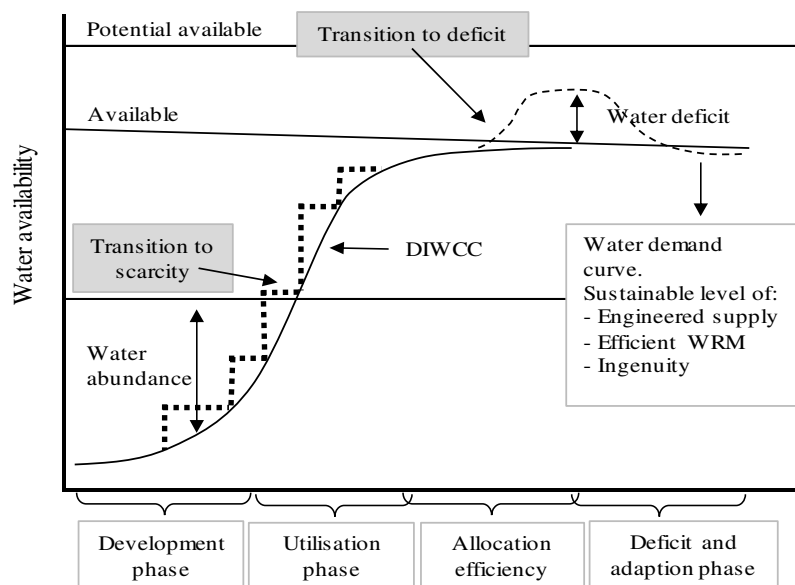 Potential available
Transition to deficit
Available
Water deficit
Water availability
Transition to
scarcity
DIWCC
Water
abundance
Water demand
curve.
Sustainable level of:
- Engineered supply
- Efficient WRM
- Ingenuity
Development
phase
Utilisation
phase
Allocation
efficiency
Deficit and
adaption phase